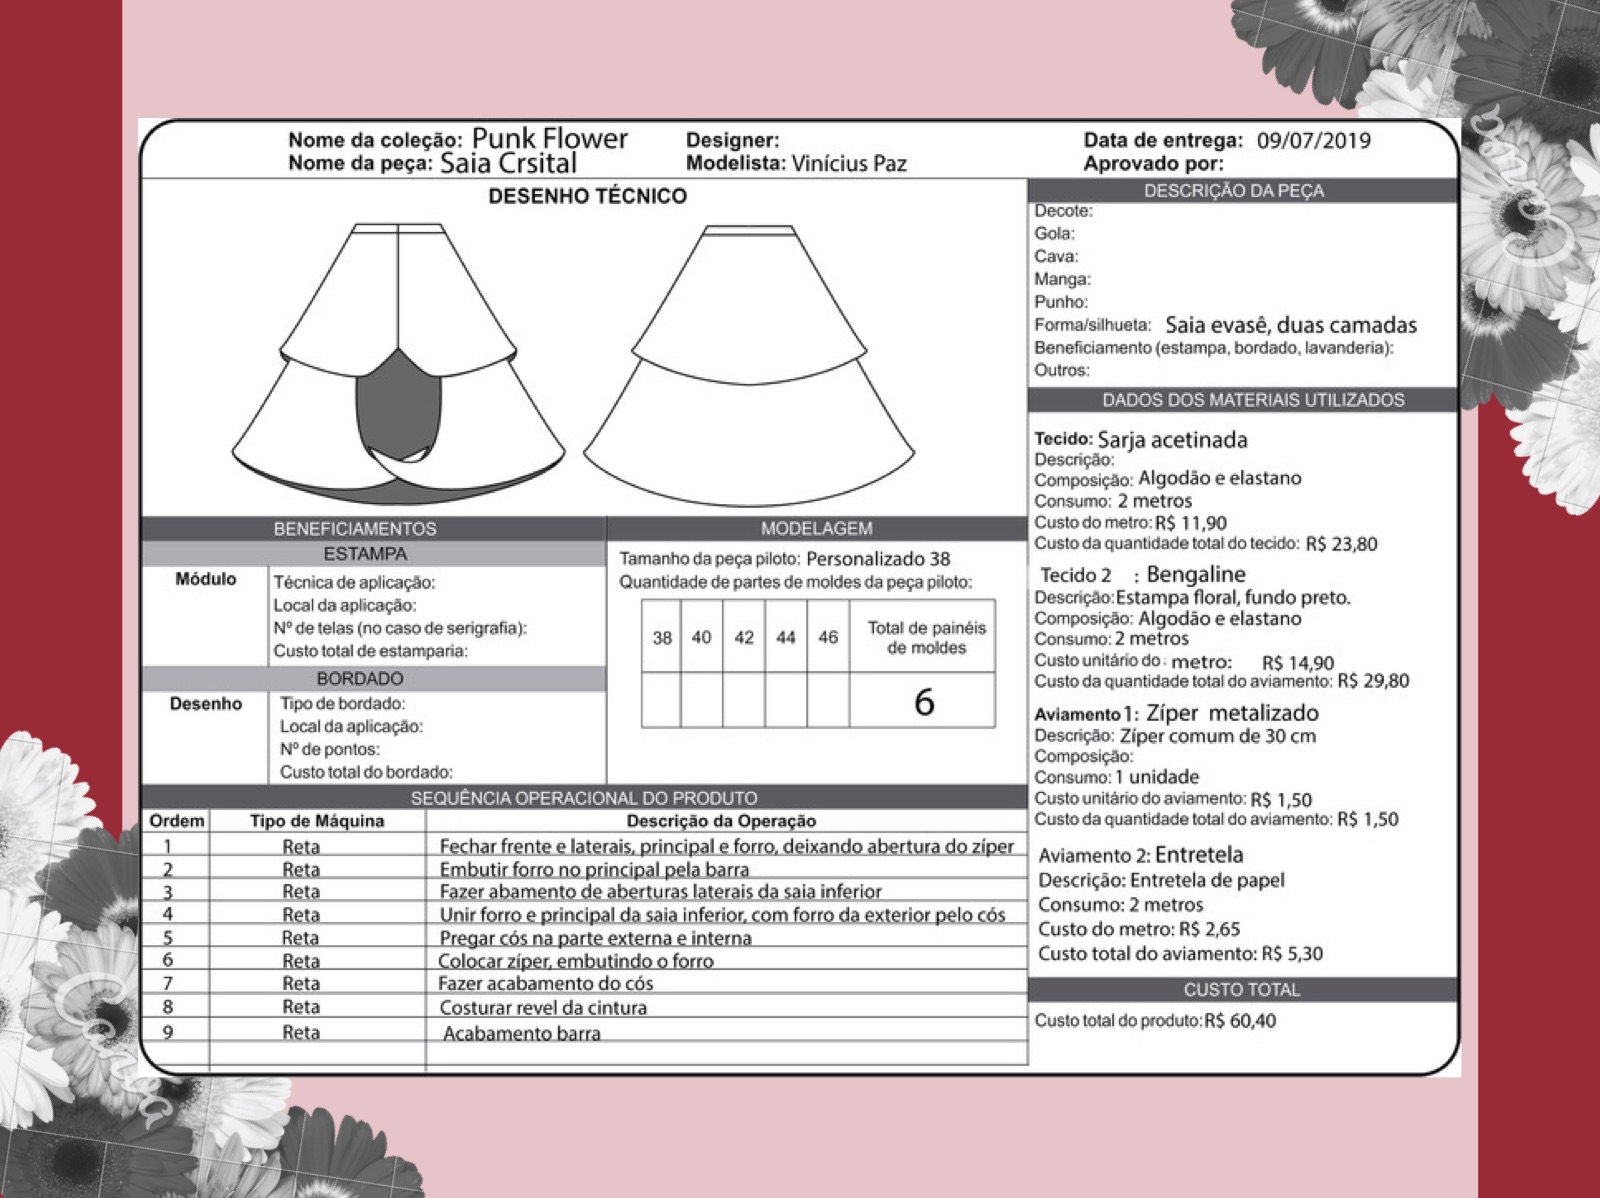 Nome da coleção: Punk Flower
Nome da peça: Saia Crsital
Designer:
Modelista: Vinícius Paz
Data de entrega: 09/07/2019
Aprovado por:
DESENHO TÉCNICO
DESCRIÇÃO DA PEÇA
Decote:
Gola:
Cava:
Manga:
Punho:
Forma/silhueta: Saia evasê, duas camadas
Beneficiamento (estampa, bordado, lavanderia):
Outros:
DADOS DOS MATERIAIS UTILIZADOS
Tecido: Sarja acetinada
Descrição:
Composição: Algodão e elastano
Consumo: 2 metros
Custo do metro: R$ 11,90
Custo da quantidade total do tecido: R$ 23,80
Tecido 2 : Bengaline
Descrição: Estampa floral, fundo preto.
Composição: Algodão e elastano
Consumo: 2 metros
Custo unitário do metro: R$ 14,90
Custo da quantidade total do aviamento: R$ 29,80
Aviamento 1: Zíper metalizado
Descrição: Zíper comum de 30 cm
Composição:
Consumo: 1 unidade
Custo unitário do aviamento: R$ 1,50
Custo da quantidade total do aviamento: R$ 1,50
Aviamento 2: Entretela
Descrição: Entretela de papel
Consumo: 2 metros
Custo do metro: R$ 2,65
Custo total do aviamento: R$ 5,30
CUSTO TOTAL
Custo total do produto: R$ 60,40
BENEFICIAMENTOS
ESTAMPA
Módulo
Técnica de aplicação:
Local da aplicação:
Nº de telas (no caso de serigrafia):
Custo total de estamparia:
BORDADO
Desenho
Tipo de bordado:
Local da aplicação:
Nº de pontos:
Custo total do bordado:
MODELAGEM
Tamanho da peça piloto: Personalizado 38
Quantidade de partes de moldes da peça piloto:
38 40 42 44 46 Total de painéis
de moldes
6
SEQUÊNCIA OPERACIONAL DO PRODUTO
Ordem Tipo de Máquina Descrição da Operação
1 Reta Fechar frente e laterais, principal e forro, deixando abertura do zíper
2 Reta Embutir forro no principal pela barra
3 Reta Fazer abamento de aberturas laterais da saia inferior
4 Reta Unir forro e principal da saia inferior, com forro da exterior pelo cós
5 Reta Pregar cós na parte externa e interna
6 Reta Colocar zíper, embutindo o forro
7 Reta Fazer acabamento do cós
8 Reta Costurar revel da cintura
9 Reta Acabamento barra
Canva
Canva